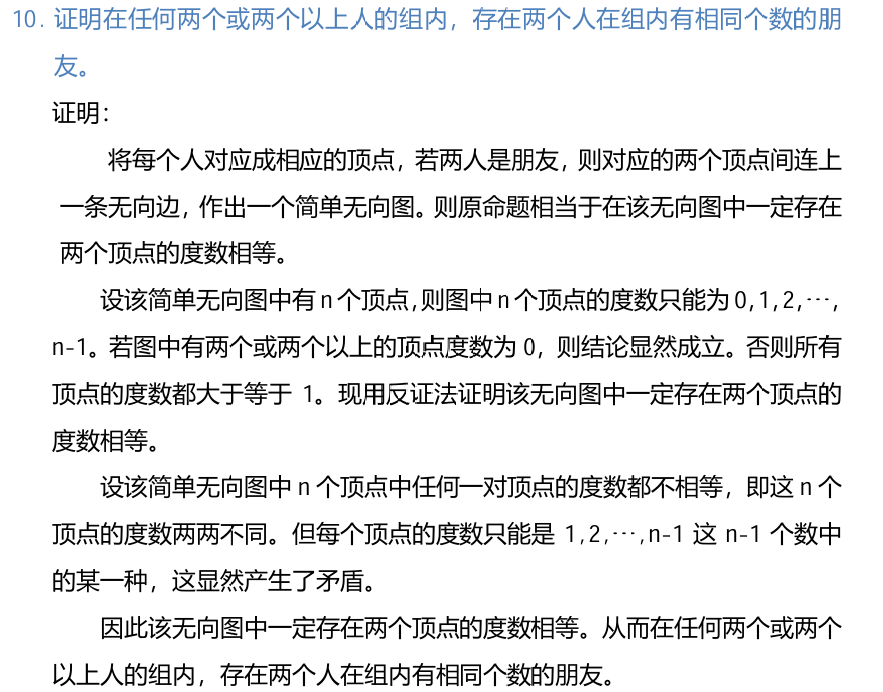 10. 证明在任何两个或两个以上人的组内，存在两个人在组内有相同个数的朋
友。
证明：
将每个人对应成相应的顶点，若两人是朋友，则对应的两个顶点间连上
一条无向边，作出一个简单无向图。则原命题相当于在该无向图中一定存在
两个顶点的度数相等。
设该简单无向图中有 n 个顶点，则图中 n 个顶点的度数只能为 0,1,2,…,
n-1。若图中有两个或两个以上的顶点度数为 0，则结论显然成立。否则所有
顶点的度数都大于等于 1。现用反证法证明该无向图中一定存在两个顶点的
度数相等。
设该简单无向图中 n 个顶点中任何一对顶点的度数都不相等，即这 n 个
顶点的度数两两不同。但每个顶点的度数只能是 1,2,…,n-1 这 n-1 个数中
的某一种，这显然产生了矛盾。
因此该无向图中一定存在两个顶点的度数相等。从而在任何两个或两个
以上人的组内，存在两个人在组内有相同个数的朋友。